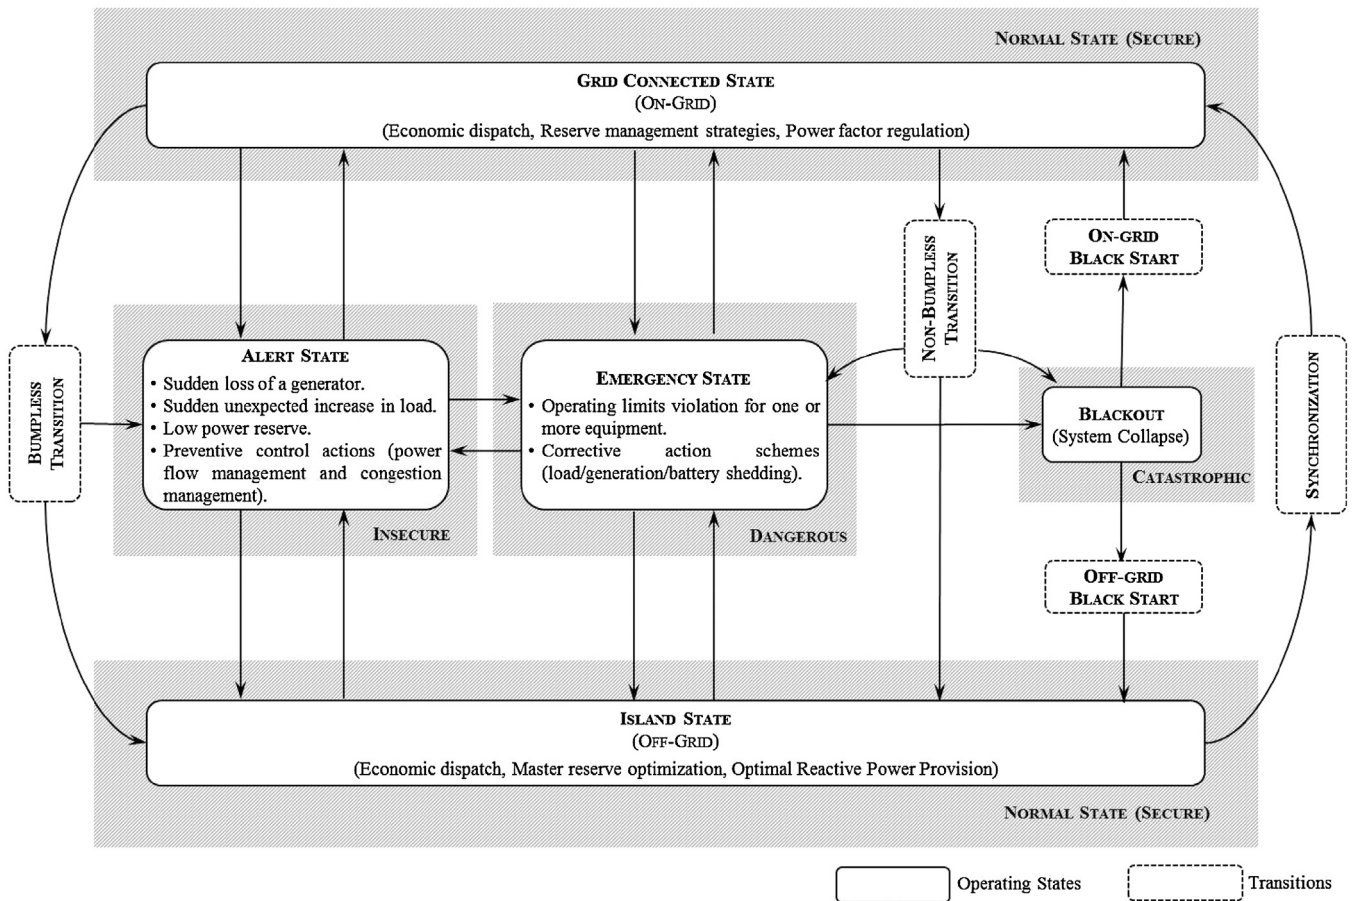 NORMAL STATE (SECURE)
GRID CONNECTED STATE
(ON-GRID)
(Economic dispatch, Reserve management strategies, Power factor regulation)
BUMPLESS
TRANSITION
ALERT STATE
• Sudden loss of a generator.
• Sudden unexpected increase in load.
• Low power reserve.
• Preventive control actions (power
flow management and congestion
management).
INSECURE
EMERGENCY STATE
• Operating limits violation for one or
more equipment.
• Corrective action schemes
(load/generation/battery shedding).
DANGEROUS
NON-BUMPLESS
TRANSITION
ON-GRID
BLACK START
BLACKOUT
(System Collapse)
CATASTROPHIC
OFF-GRID
BLACK START
SYNCHRONIZATION
ISLAND STATE
(OFF-GRID)
(Economic dispatch, Master reserve optimization, Optimal Reactive Power Provision)
NORMAL STATE (SECURE)
Operating States
Transitions